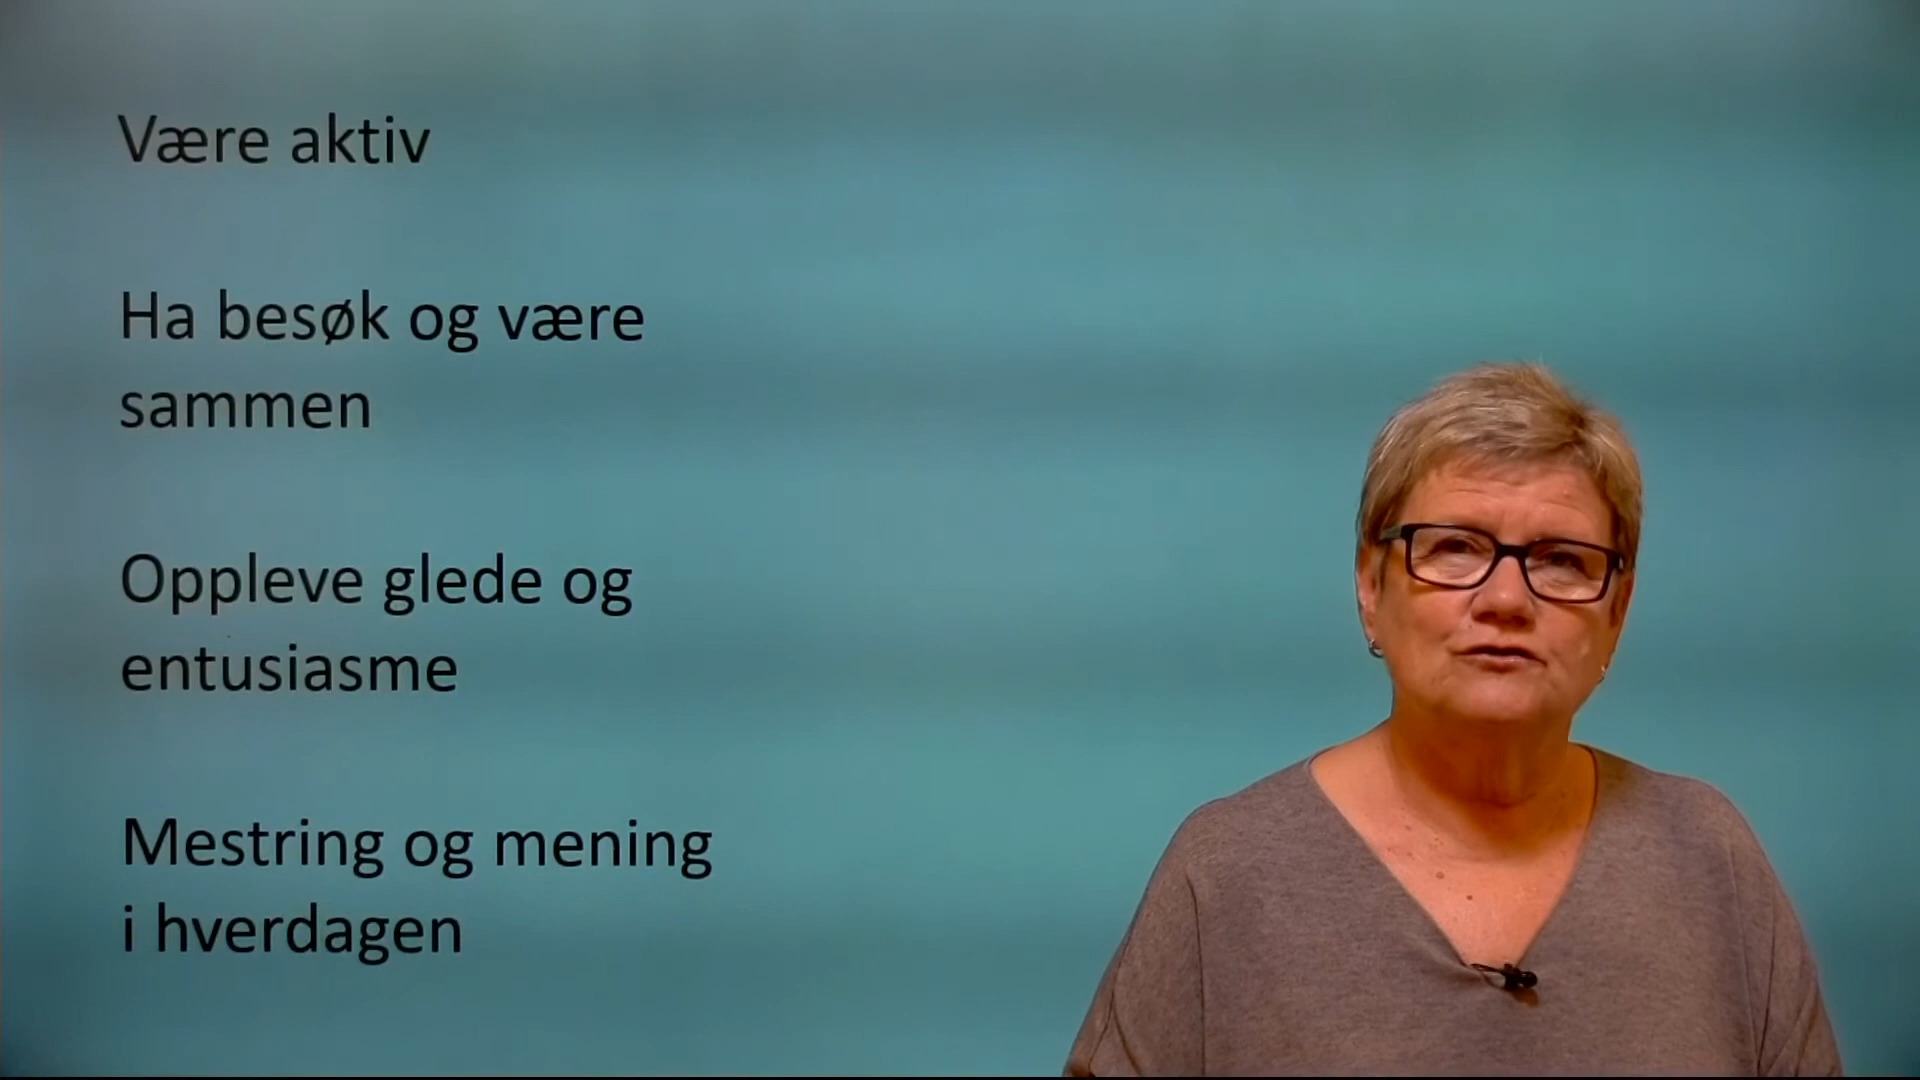 Være aktiv
Ha besøk og være
sammen
Oppleve glede og
entusiasme
Mestring og mening
i hverdagen